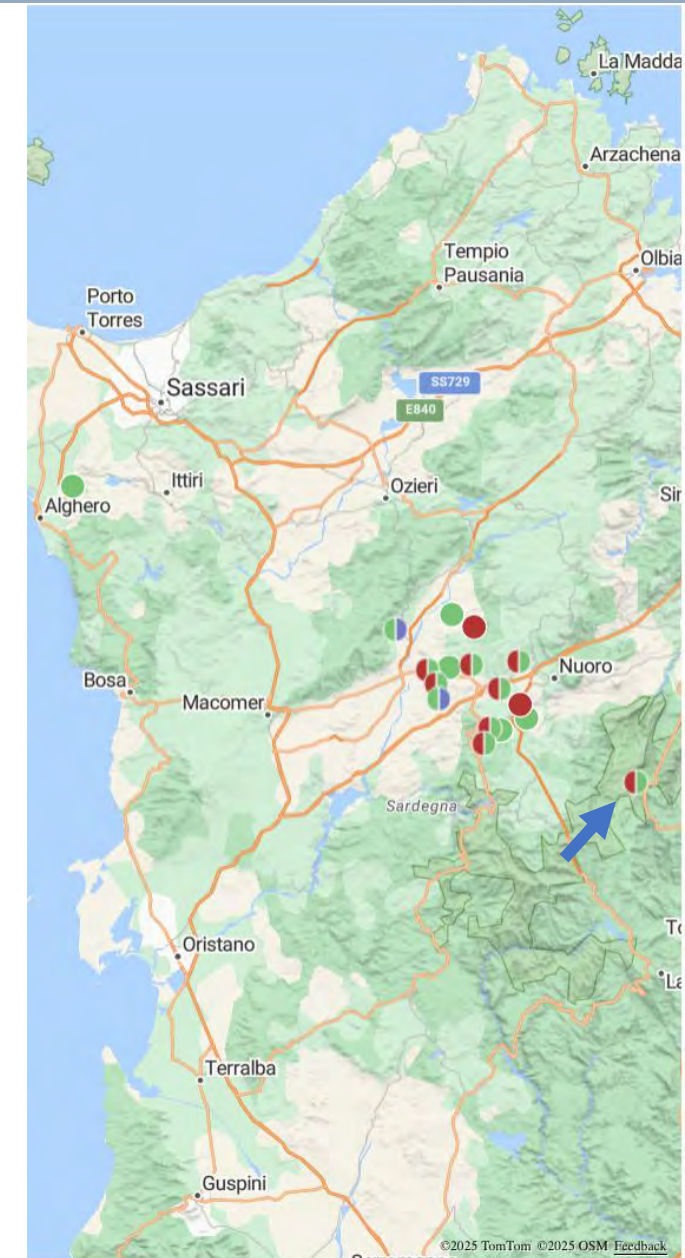 La Madda
Arzachena
Tempio
Pausania
Olbia
Porto
Torres
SS729
Sassari
E840
Ittiri
Ozieri
Sir
Alghero
Nuoro
Bosa
Macomer
Sardegna
To
Oristano
La
Terralba
Guspini
©2025 TomTom ©2025 OSM Feedback